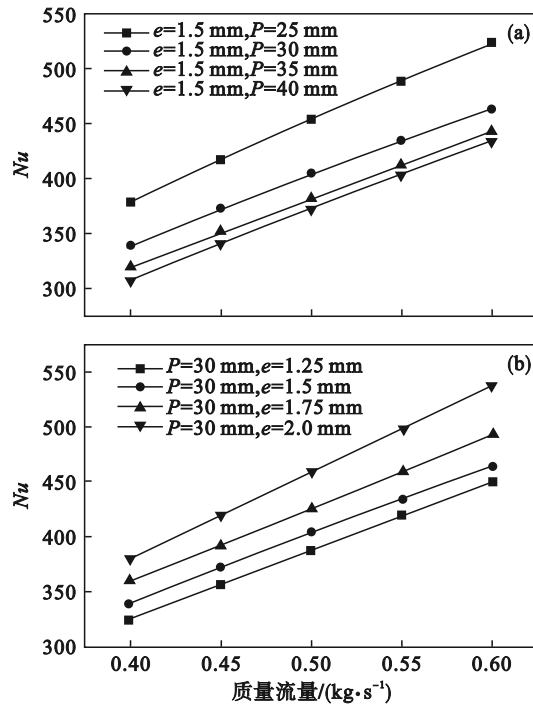 550
500
450
400
350
300
Nu
(a)
e=1.5 mm,P=25 mm
e=1.5 mm,P=30 mm
e=1.5 mm,P=35 mm
e=1.5 mm,P=40 mm
550
500
450
400
350
300
Nu
(b)
P=30 mm,e=1.25 mm
P=30 mm,e=1.5 mm
P=30 mm,e=1.75 mm
P=30 mm,e=2.0 mm
0.40 0.45 0.50 0.55 0.60
质量流量/(kg·s⁻¹)